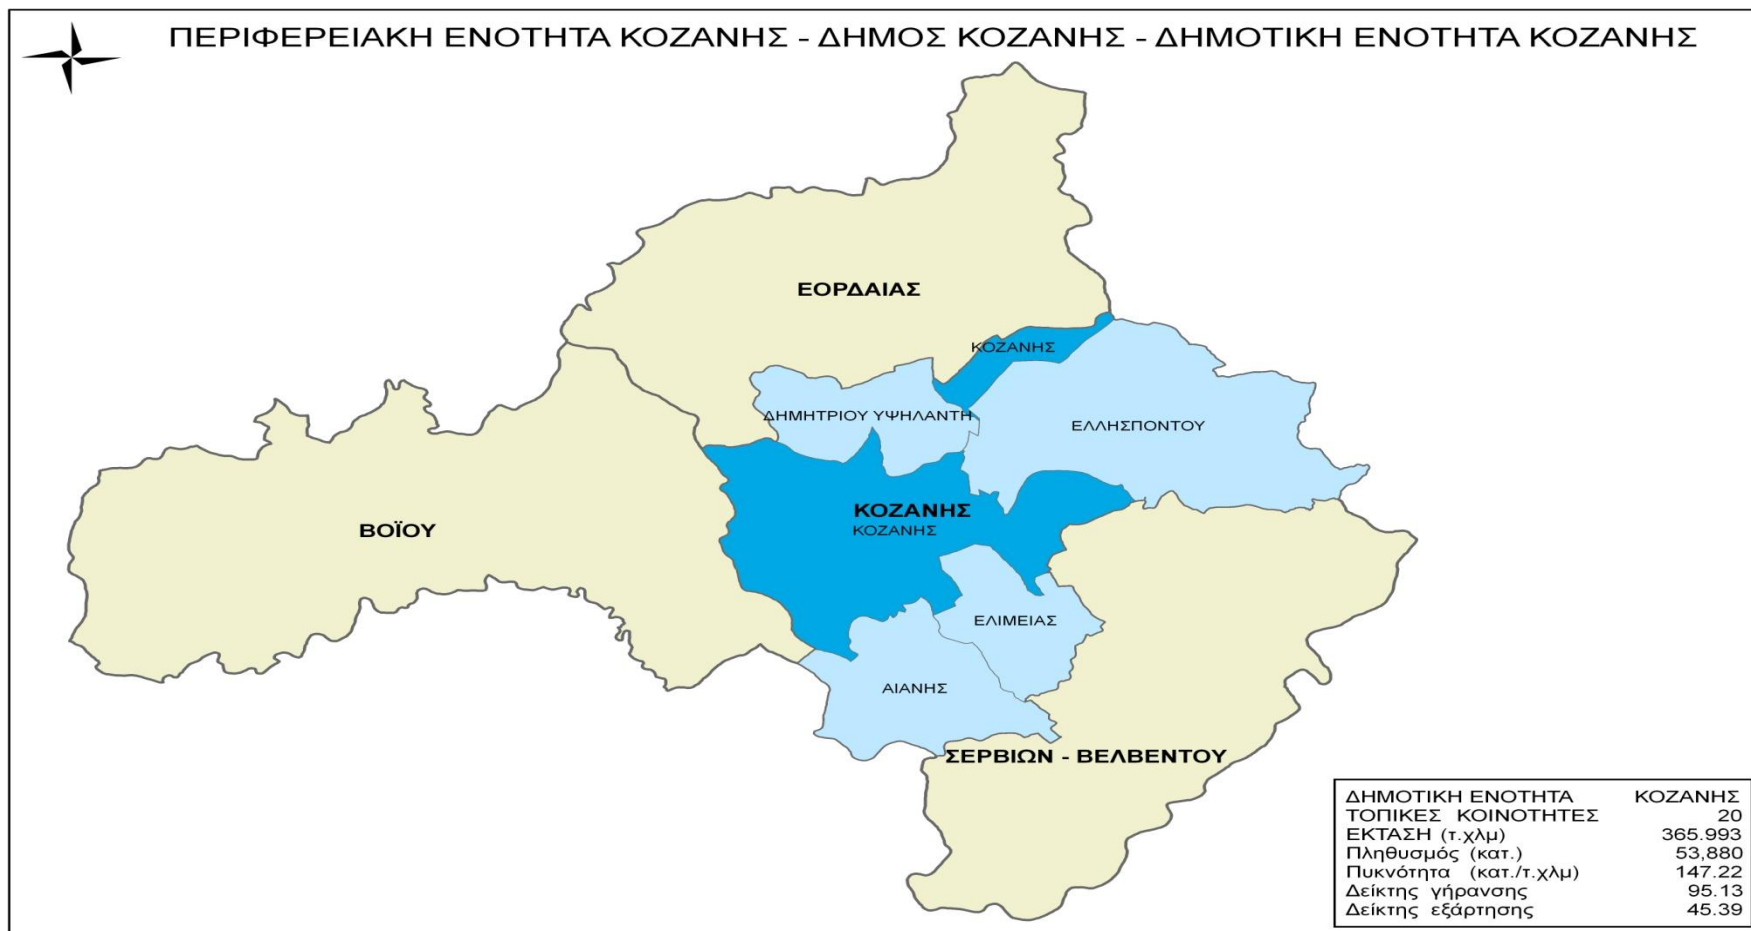 ΠΕΡΙΦΕΡΕΙΑΚΗ ΕΝΟΤΗΤΑ ΚΟΖΑΝΗΣ - ΔΗΜΟΣ ΚΟΖΑΝΗΣ - ΔΗΜΟΤΙΚΗ ΕΝΟΤΗΤΑ ΚΟΖΑΝΗΣ
ΕΟΡΔΑΙΑΣ
ΚΟΖΑΝΗΣ
ΔΗΜΗΤΡΙΟΥ ΥΨΗΛΑΝΤΗ
ΕΛΛΗΣΠΟΝΤΟΥ
ΚΟΖΑΝΗΣ
ΚΟΖΑΝΗΣ
ΒΟΪΟΥ
ΕΛΙΜΕΙΑΣ
ΑΙΑΝΗΣ
ΣΕΡΒΙΩΝ - ΒΕΛΒΕΝΤΟΥ
ΔΗΜΟΤΙΚΗ ΕΝΟΤΗΤΑ ΚΟΖΑΝΗΣ
ΤΟΠΙΚΕΣ ΚΟΙΝΟΤΗΤΕΣ 20
ΕΚΤΑΣΗ (τ.χλμ) 365.993
Πληθυσμός (κατ.) 53,880
Πυκνότητα (κατ./τ.χλμ) 147.22
Δείκτης γήρανσης 95.13
Δείκτης εξάρτησης 45.39